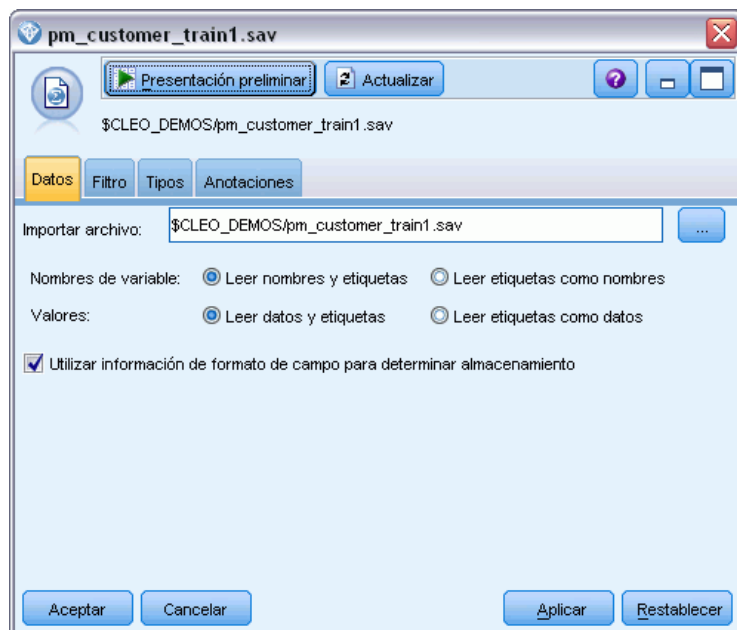 pm_customer_train1.sav
Presentación preliminar Actualizar ?
$CLEO_DEMOS/pm_customer_train1.sav
Datos Filtro Tipos Anotaciones
Importar archivo: $CLEO_DEMOS/pm_customer_train1.sav ...
Nombres de variable: Leer nombres y etiquetas Leer etiquetas como nombres
Valores: Leer datos y etiquetas Leer etiquetas como datos
Utilizar información de formato de campo para determinar almacenamiento
Aceptar Cancelar Aplicar Restablecer